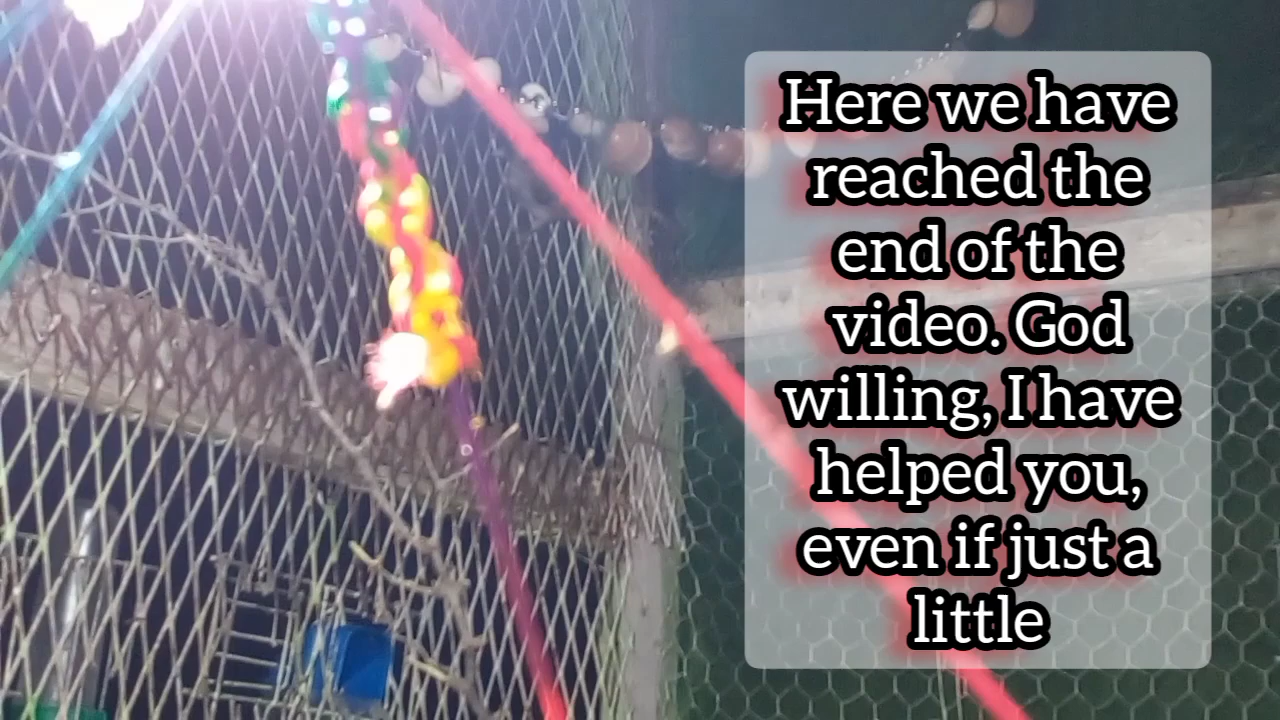 Here we have
reached the
end of the
video. God
willing, I have
helped you,
even if just a
little